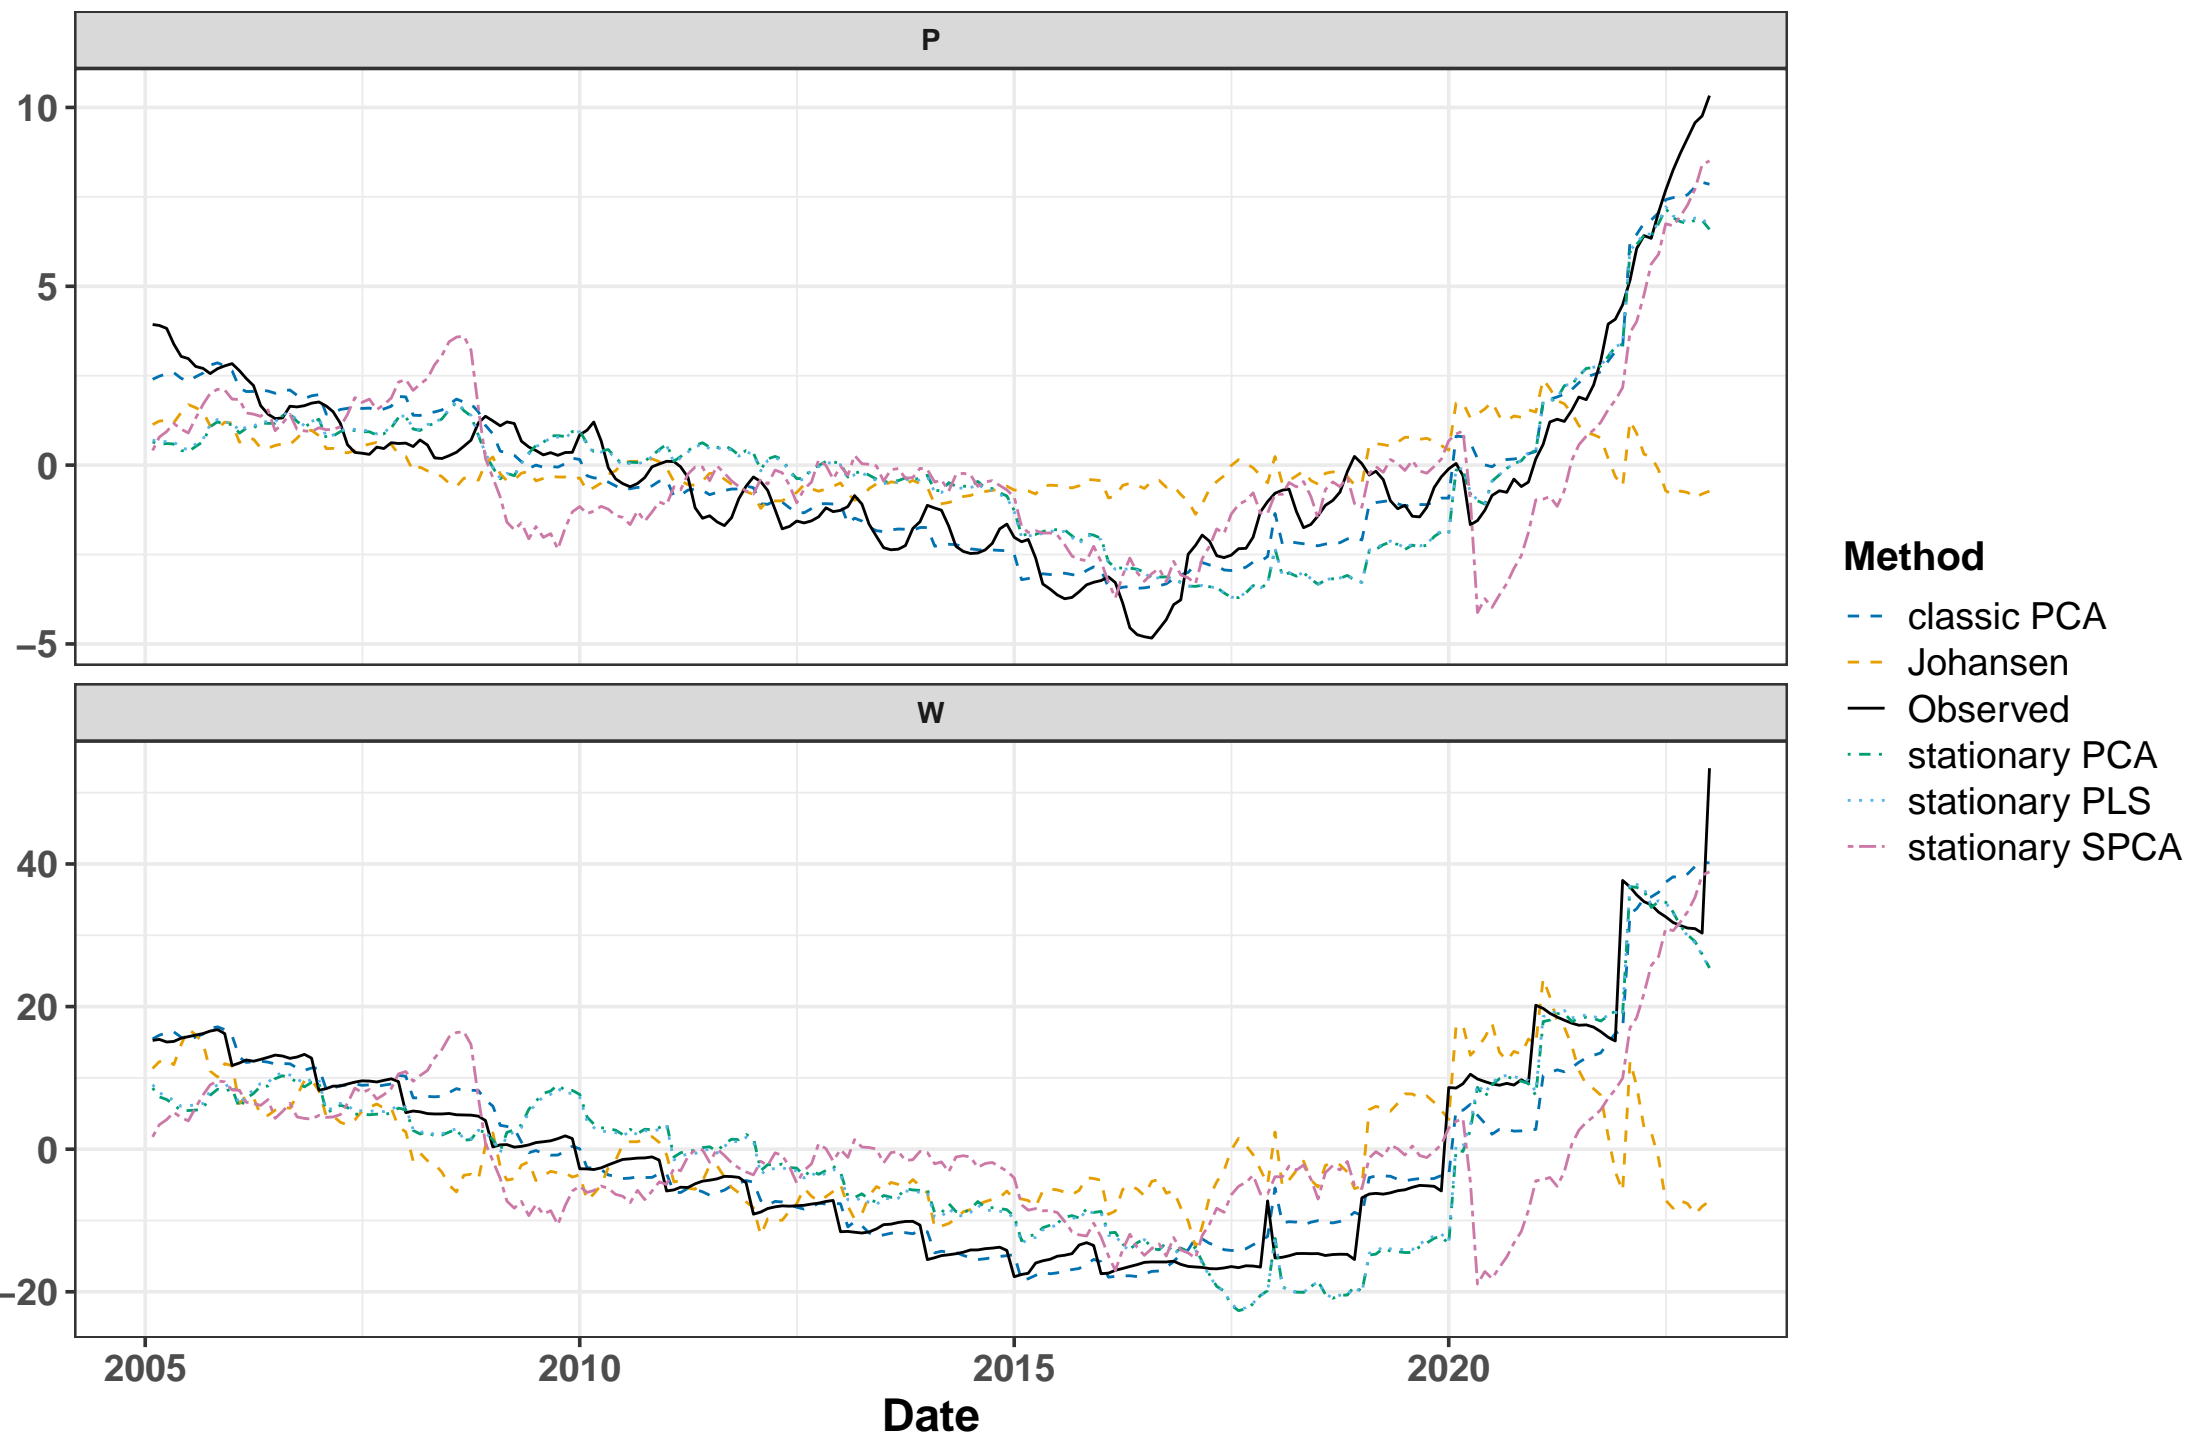 P
10
5
0
−5
W
40
20
0
−20
2005 2010 2015 2020
Date
Method
classic PCA
Johansen
Observed
stationary PCA
stationary PLS
stationary SPCA